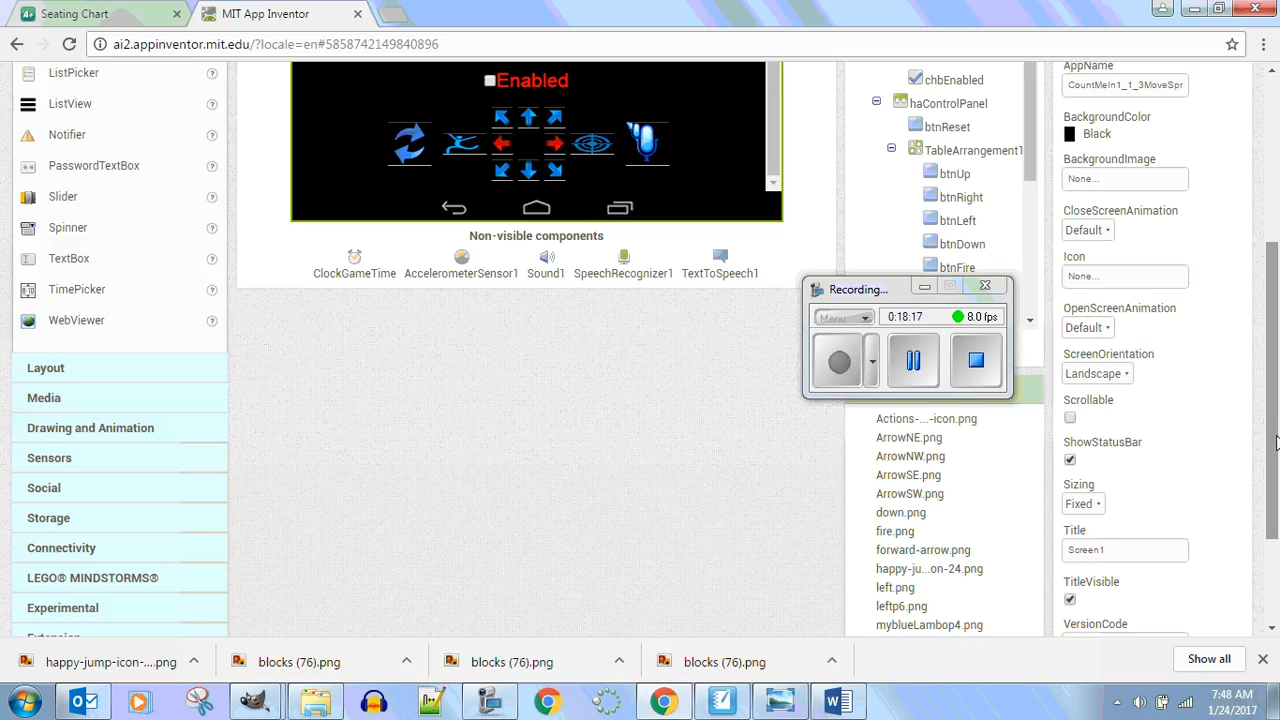 Seating Chart
MIT App Inventor
ai2.appinventor.mit.edu/?locale=en#5858742149840896
ListPicker
ListView
Notifier
PasswordTextBox
Slider
Spinner
TextBox
TimePicker
WebViewer
Layout
Media
Drawing and Animation
Sensors
Social
Storage
Connectivity
LEGO® MINDSTORMS®
Experimental
Extension
Enabled
Non-visible components
ClockGameTime
AccelerometerSensor1
Sound1
SpeechRecognizer1
TextToSpeech1
Recording...
Menu
0:18:17
8.0 fps
chbEnabled
haControlPanel
btnReset
TableArrangement1
btnUp
btnRight
btnLeft
btnDown
btnFire
Actions-...-icon.png
ArrowNE.png
ArrowNW.png
ArrowSE.png
ArrowSW.png
down.png
fire.png
forward-arrow.png
happy-ju...on-24.png
left.png
leftp6.png
myblueLambop4.png
AppName
CountMeIn1_1_3MoveSpr
BackgroundColor
Black
BackgroundImage
None...
CloseScreenAnimation
Default
Icon
None...
OpenScreenAnimation
Default
ScreenOrientation
Landscape
Scrollable
ShowStatusBar
Sizing
Fixed
Title
Screen1
TitleVisible
VersionCode
happy-jump-icon-....png
blocks (76).png
blocks (76).png
blocks (76).png
Show all
7:48 AM
1/24/2017